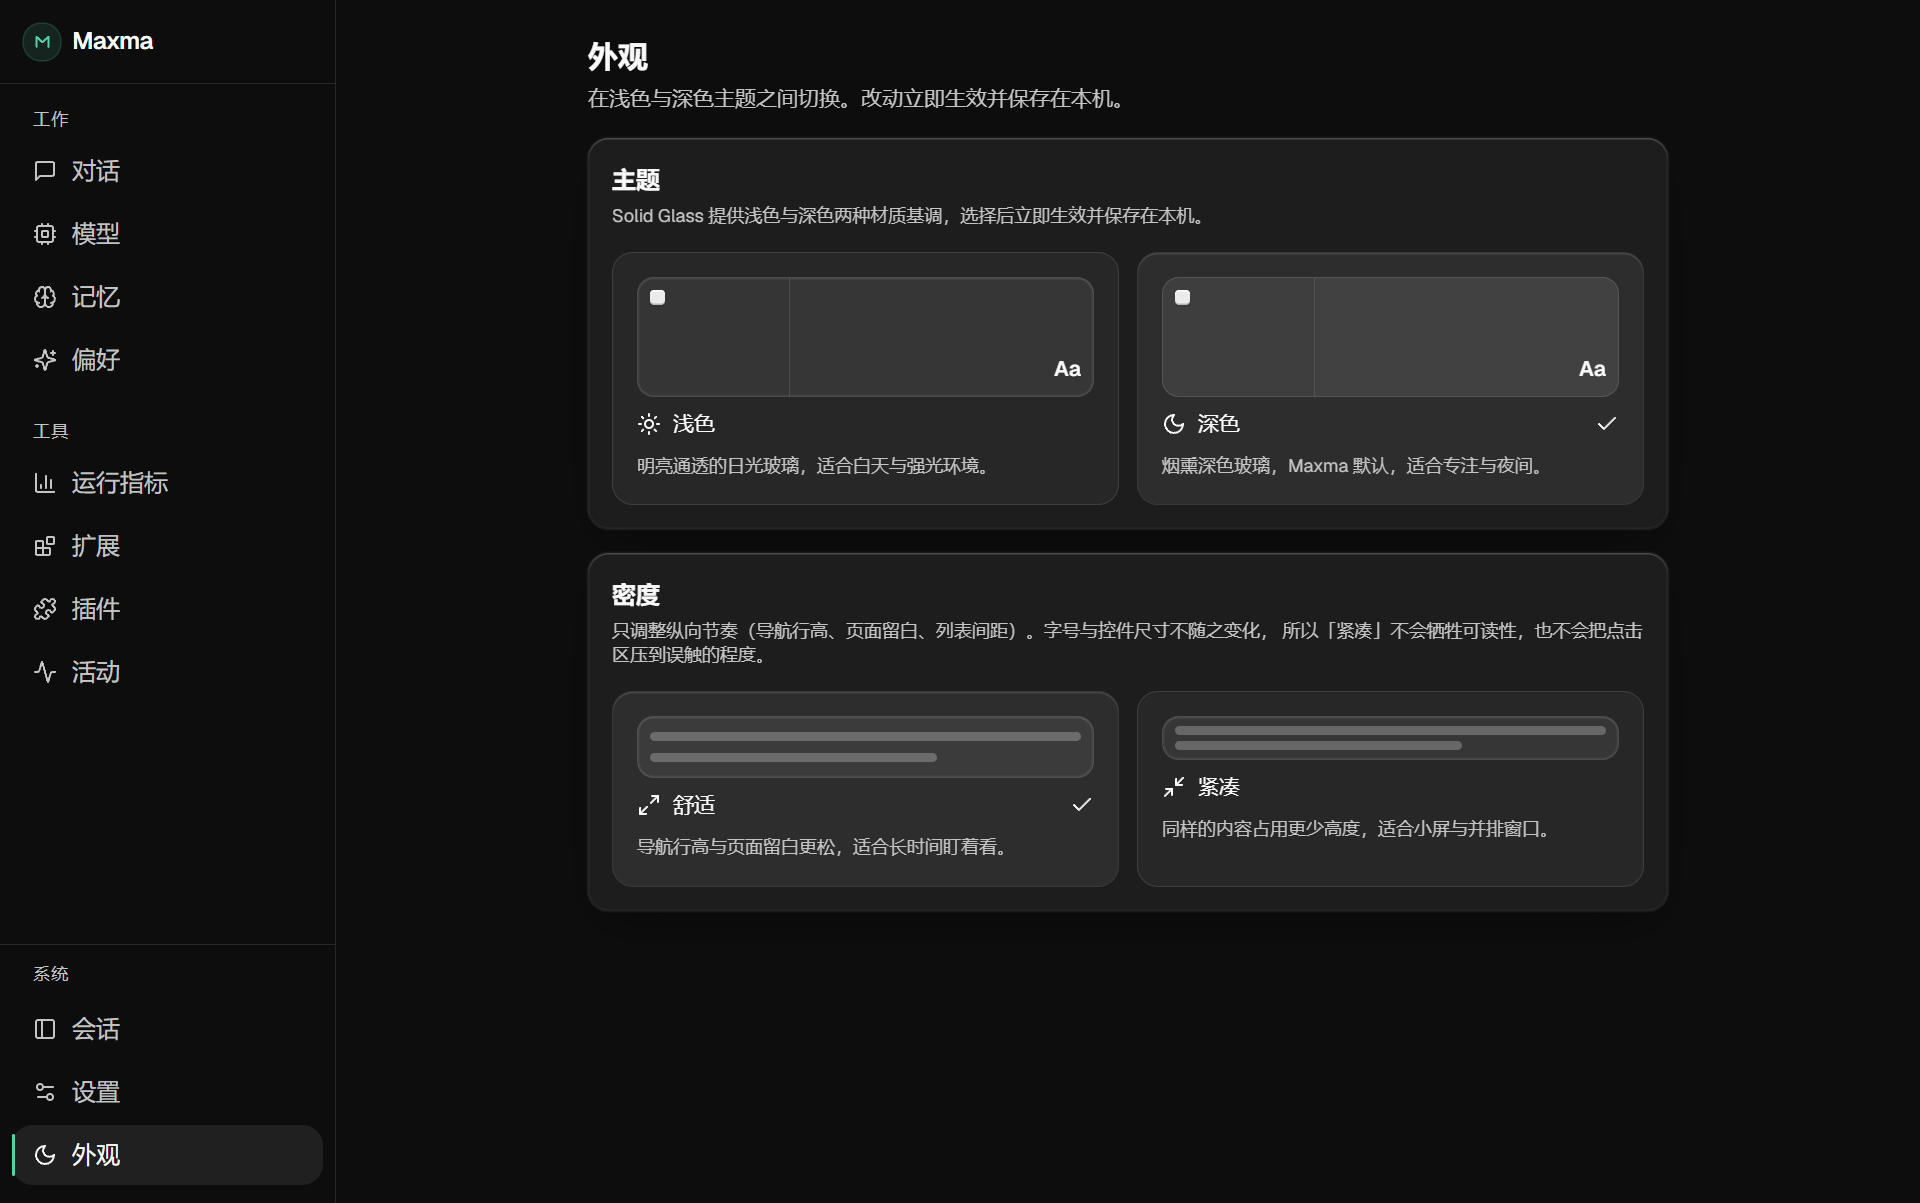 Maxma
工作
对话
模型
记忆
偏好
工具
运行指标
扩展
插件
活动
系统
会话
设置
外观
外观
在浅色与深色主题之间切换。改动立即生效并保存在本机。
主题
Solid Glass 提供浅色与深色两种材质基调，选择后立即生效并保存在本机。
Aa
浅色
明亮通透的日光玻璃，适合白天与强光环境。
Aa
深色
烟熏深色玻璃，Maxma 默认，适合专注与夜间。
密度
只调整纵向节奏（导航行高、页面留白、列表间距）。字号与控件尺寸不随之变化， 所以「紧凑」不会牺牲可读性，也不会把点击
区压到误触的程度。
舒适
导航行高与页面留白更松，适合长时间盯着看。
紧凑
同样的内容占用更少高度，适合小屏与并排窗口。